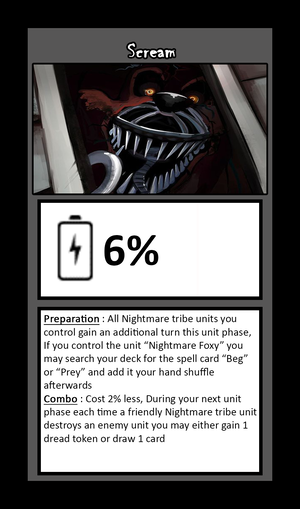 Scream
6%
Preparation : All Nightmare tribe units you
control gain an additional turn this unit phase,
If you control the unit “Nightmare Foxy” you
may search your deck for the spell card “Beg”
or “Prey” and add it your hand shuffle
afterwards
Combo : Cost 2% less, During your next unit
phase each time a friendly Nightmare tribe unit
destroys an enemy unit you may either gain 1
dread token or draw 1 card